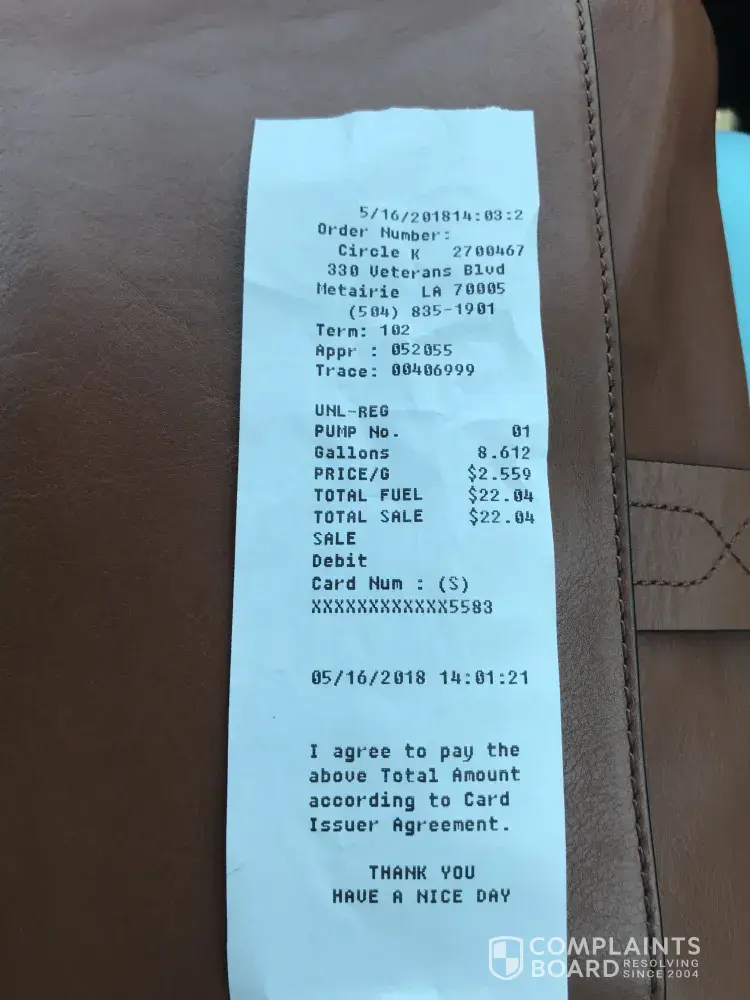 5/16/201814:03:2
Order Number:
Circle K 2700467
330 Veterans Blvd
Metairie LA 70005
(504) 835-1901
Term: 102
Appr : 052055
Trace: 00406999
UNL-REG
PUMP No. 01
Gallons 8.612
PRICE/G $2.559
TOTAL FUEL $22.04
TOTAL SALE $22.04
SALE
Debit
Card Num : (S)
XXXXXXXXXXXX5583
05/16/2018 14:01:21
I agree to pay the
above Total Amount
according to Card
Issuer Agreement.
THANK YOU
HAVE A NICE DAY
COMPLAINTS
BOARD RESOLVING
SINCE 2004